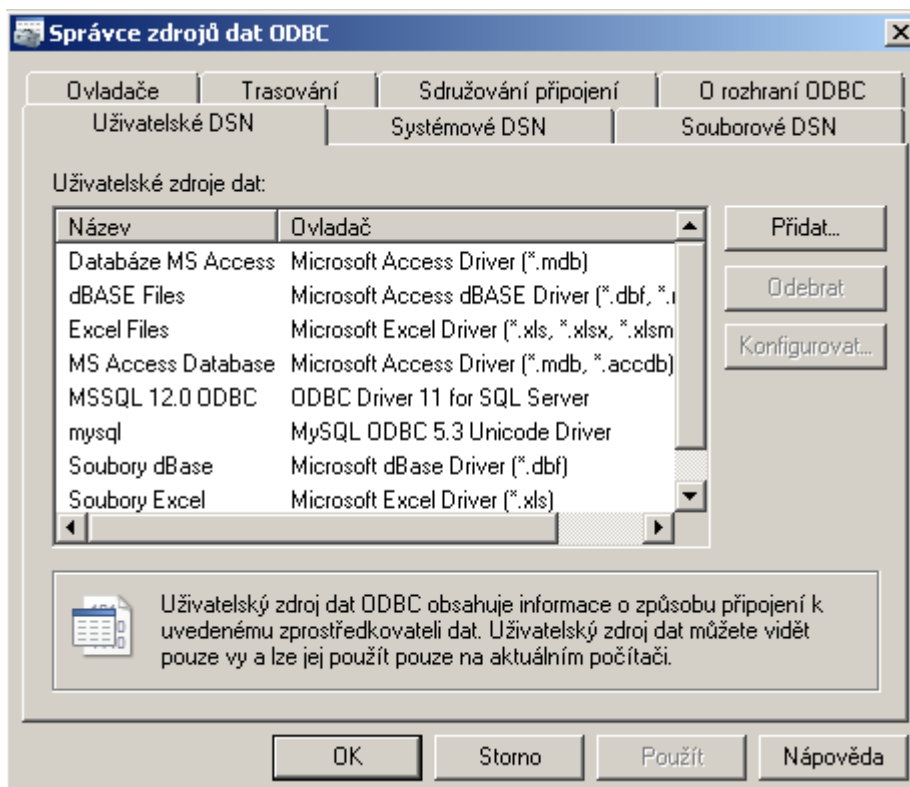 Správce zdrojů dat ODBC
Ovladače Trasování Sdružování připojení O rozhraní ODBC
Uživatelské DSN Systémové DSN Souborové DSN
Uživatelské zdroje dat:
Název Ovladač
Databáze MS Access Microsoft Access Driver (*.mdb)
dBASE Files Microsoft Access dBASE Driver (*.dbf, *.
Excel Files Microsoft Excel Driver (*.xls, *.xlsx, *.xlsm
MS Access Database Microsoft Access Driver (*.mdb, *.accdb)
MSSQL 12.0 ODBC ODBC Driver 11 for SQL Server
mysql MySQL ODBC 5.3 Unicode Driver
Soubory dBase Microsoft dBase Driver (*.dbf)
Soubory Excel Microsoft Excel Driver (*.xls)
Přidat...
Odebrat
Konfigurovat...
Uživatelský zdroj dat ODBC obsahuje informace o způsobu připojení k
uvedenému zprostředkovateli dat. Uživatelský zdroj dat můžete vidět
pouze vy a lze jej použít pouze na aktuálním počítači.
OK Storno Použít Nápověda